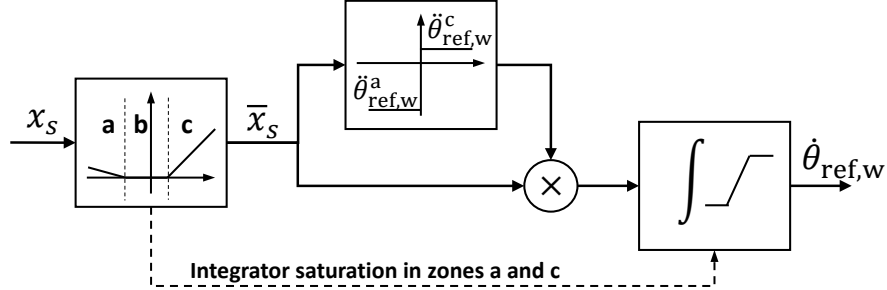 θ̈ᶜ_ref,w
θ̈ᵃ_ref,w
x_s
a b c
x̄_s
×
∫
θ̇_ref,w
Integrator saturation in zones a and c